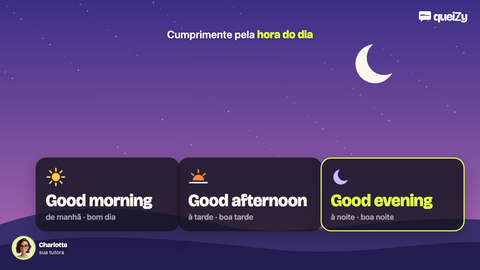 queizy
Cumprimente pela hora do dia
Good morning
de manhã · bom dia
Good afternoon
à tarde · boa tarde
Good evening
à noite · boa noite
Charlotte
sua tutora